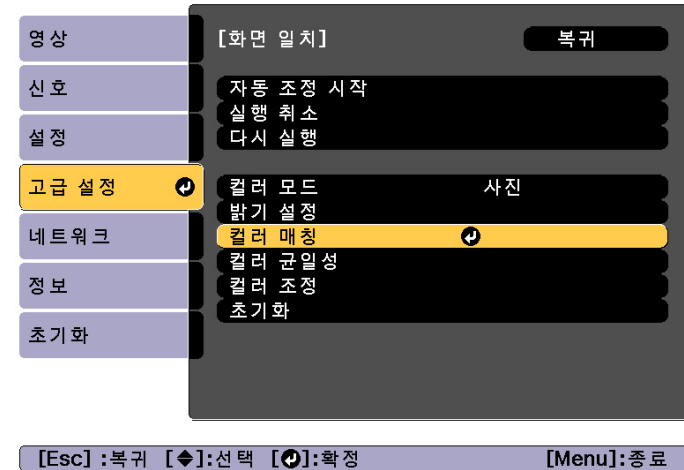 영상
신호
설정
고급 설정
네트워크
정보
초기화
[화면 일치] 복귀
자동 조정 시작
실행 취소
다시 실행
컬러 모드 사진
밝기 설정
컬러 매칭
컬러 균일성
컬러 조정
초기화
[Esc] :복귀 [◆]:선택 [↵]:확정 [Menu]:종료